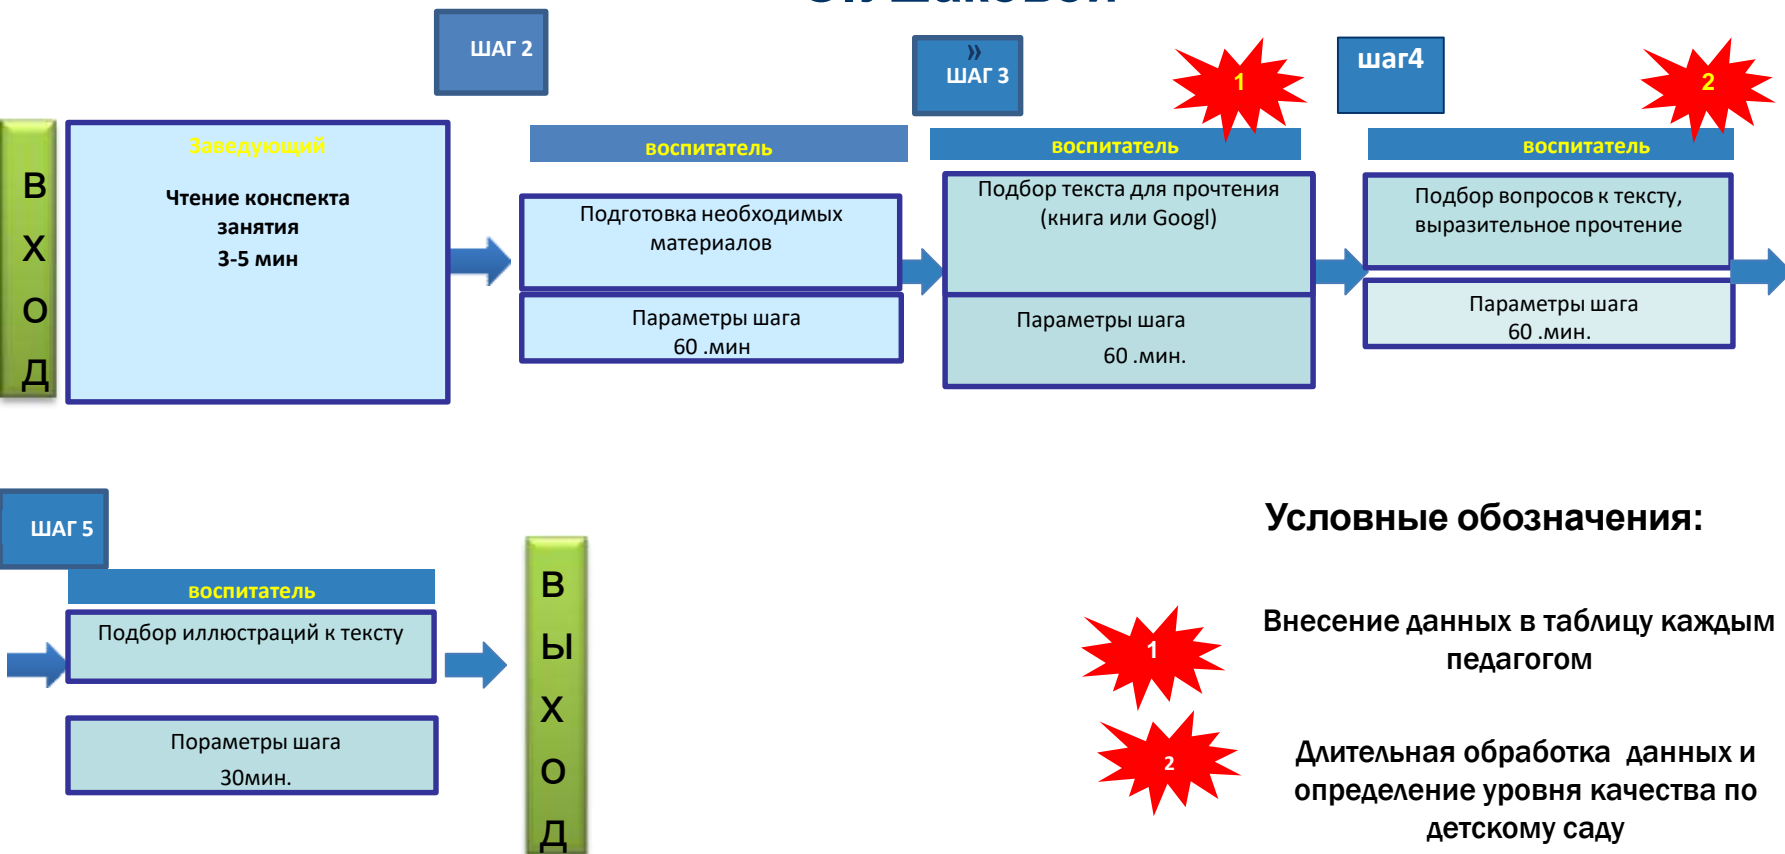 ШАГ 2
»
ШАГ 3
1
шаг4
2
ВХОД
Заведующий
Чтение конспекта
занятия
3-5 мин
воспитатель
Подготовка необходимых
материалов
Параметры шага
60 .мин
воспитатель
Подбор текста для прочтения
(книга или Googl)
Параметры шага
60 .мин.
воспитатель
Подбор вопросов к тексту,
выразительное прочтение
Параметры шага
60 .мин.
ШАГ 5
воспитатель
Подбор иллюстраций к тексту
Пораметры шага
30мин.
ВЫХОД
Условные обозначения:
1
Внесение данных в таблицу каждым
педагогом
2
Длительная обработка данных и
определение уровня качества по
детскому саду